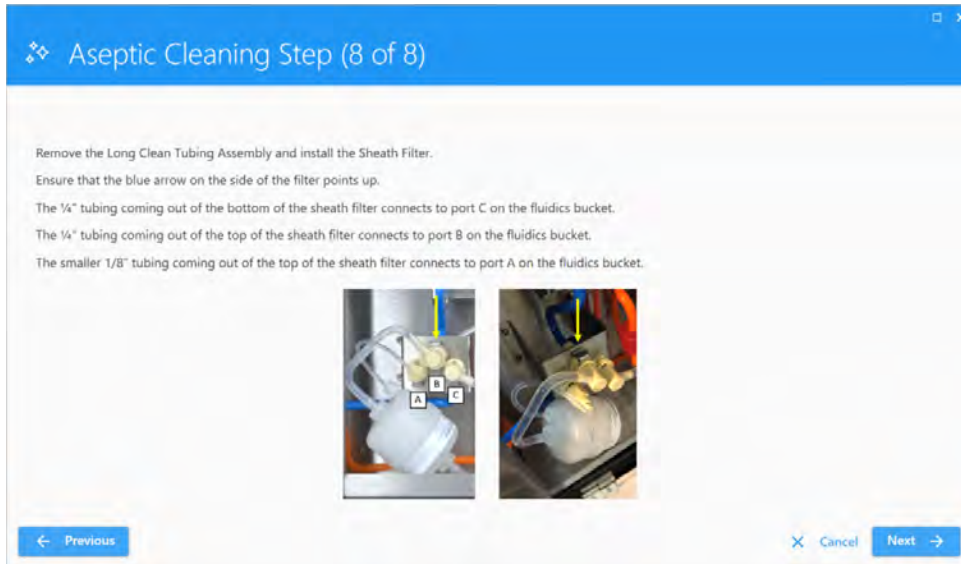 Aseptic Cleaning Step (8 of 8)
Remove the Long Clean Tubing Assembly and install the Sheath Filter.
Ensure that the blue arrow on the side of the filter points up.
The ¼" tubing coming out of the bottom of the sheath filter connects to port C on the fluidics bucket.
The ¼" tubing coming out of the top of the sheath filter connects to port B on the fluidics bucket.
The smaller 1/8" tubing coming out of the top of the sheath filter connects to port A on the fluidics bucket.
A
B
C
Previous
Cancel
Next